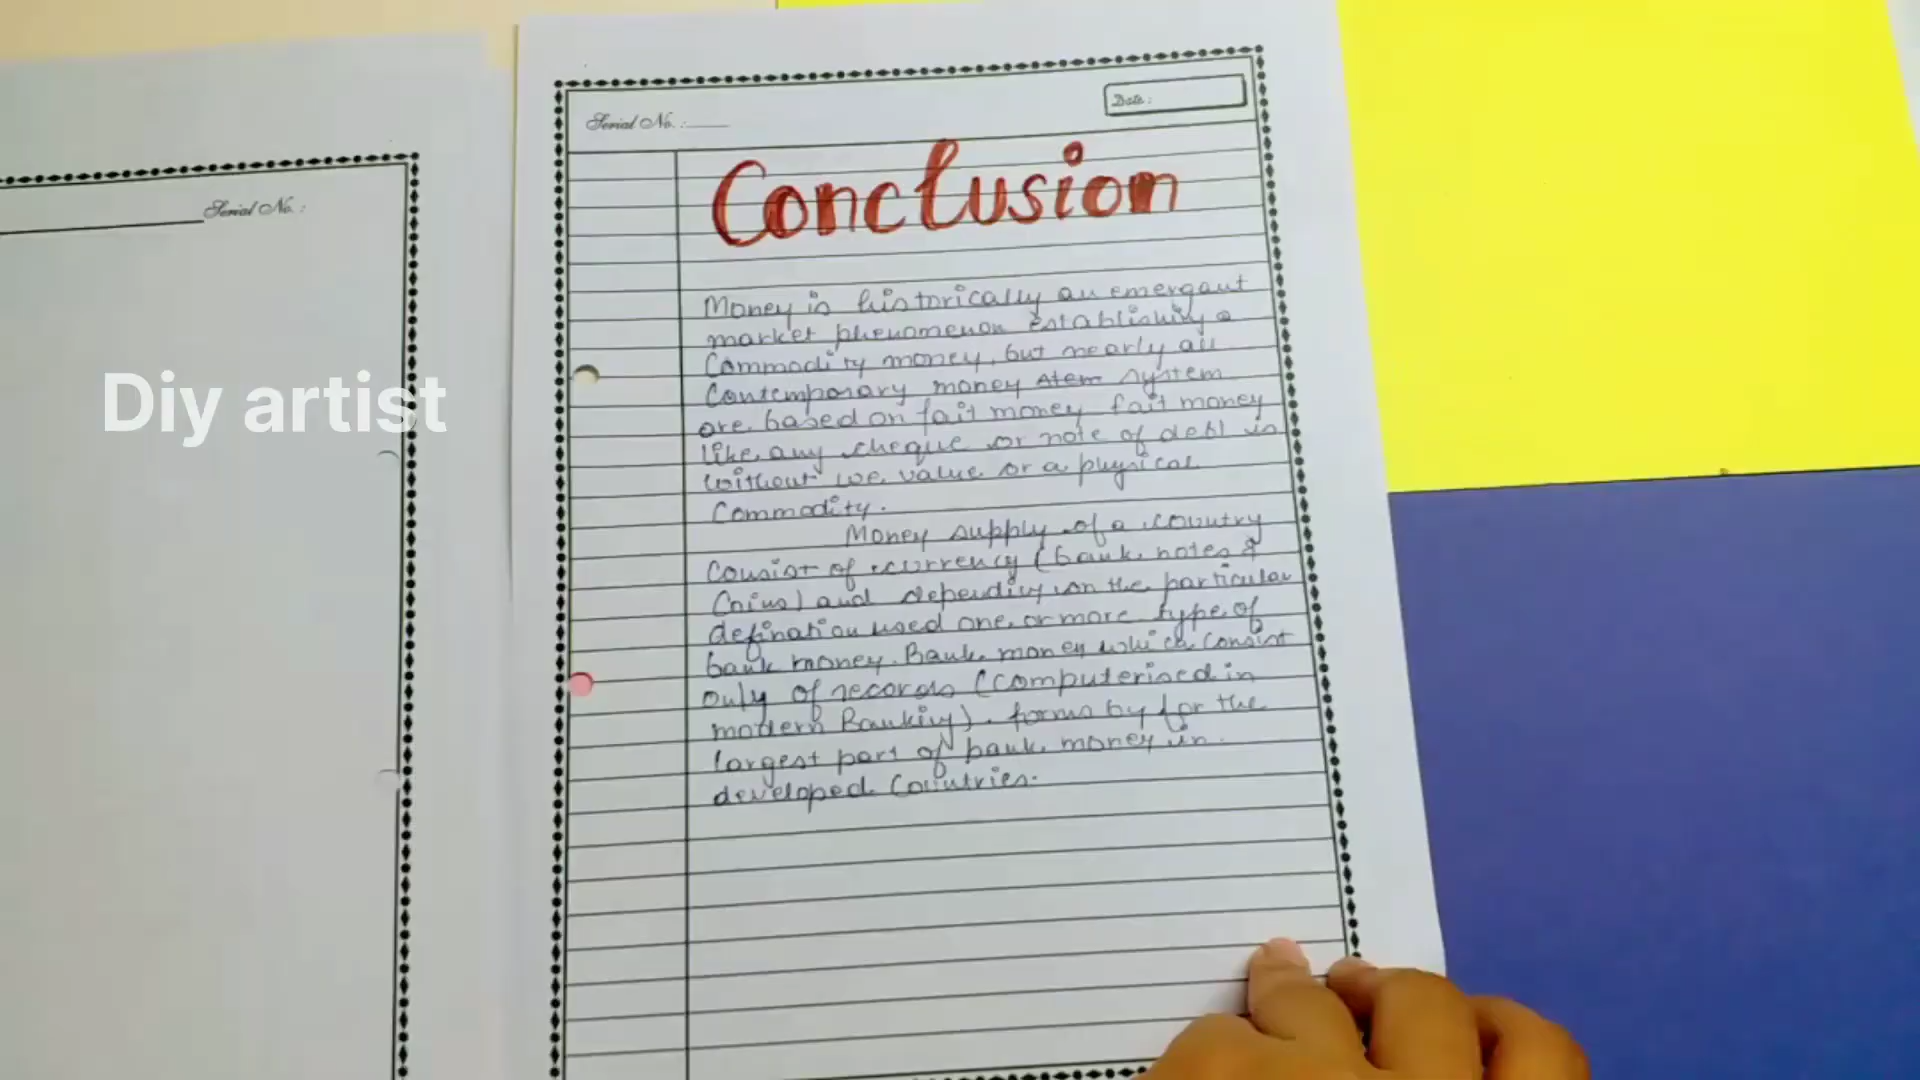 Serial No. :
Diy artist
Serial No. :
Date :
Conclusion
Money is historically an emergaut
market phenomenon establishing a
Commodity money, but nearly all
Contemporary money stem system
are based on fait money fait money
like any cheque or note of debt is
without we value or a physical
Commodity.
Money supply of a country
Consist of currency (bank notes &
Coins) and depending on the particular
defination used one or more type of
bank money. Bank money which consist
only of records (computerised in
modern Banking). forms by for the
largest part of bank money in
developed Countries.